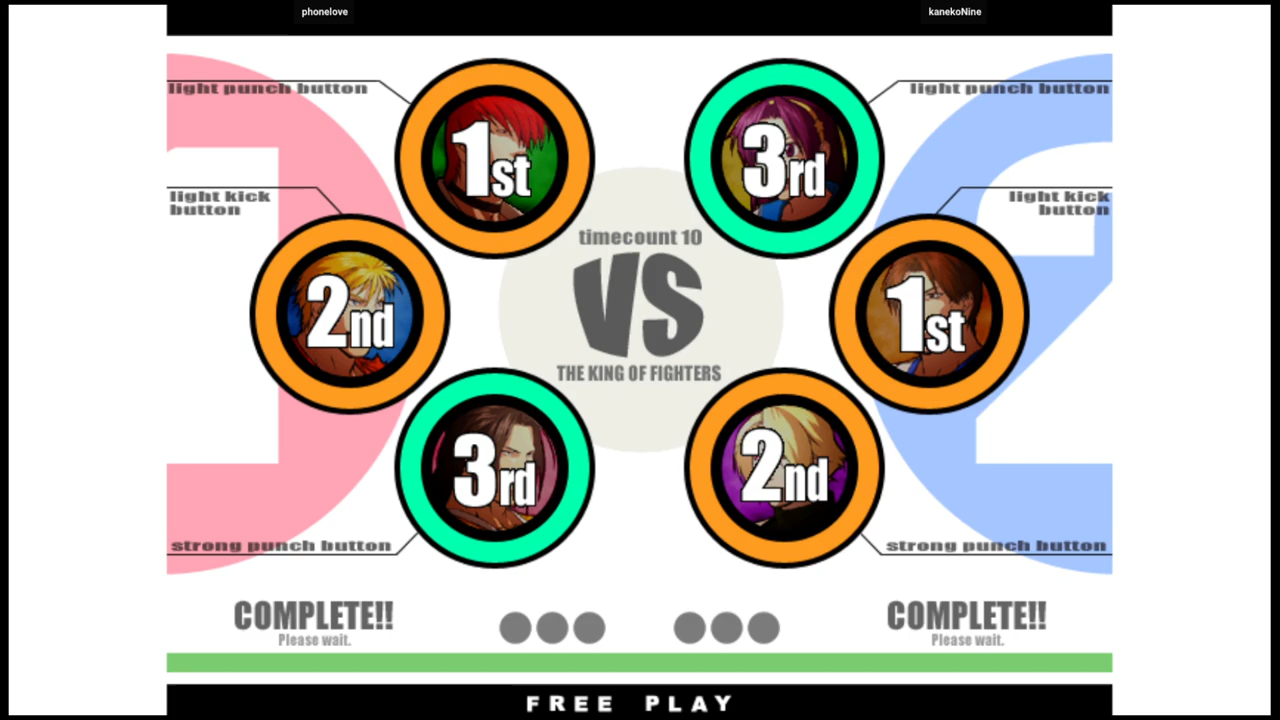 phonelove
kanekoNine
light punch button
light punch button
1st
3rd
light kick
button
light kick
button
timecount 10
VS
THE KING OF FIGHTERS
2nd
1st
3rd
2nd
strong punch button
strong punch button
COMPLETE!!
Please wait.
COMPLETE!!
Please wait.
FREE PLAY